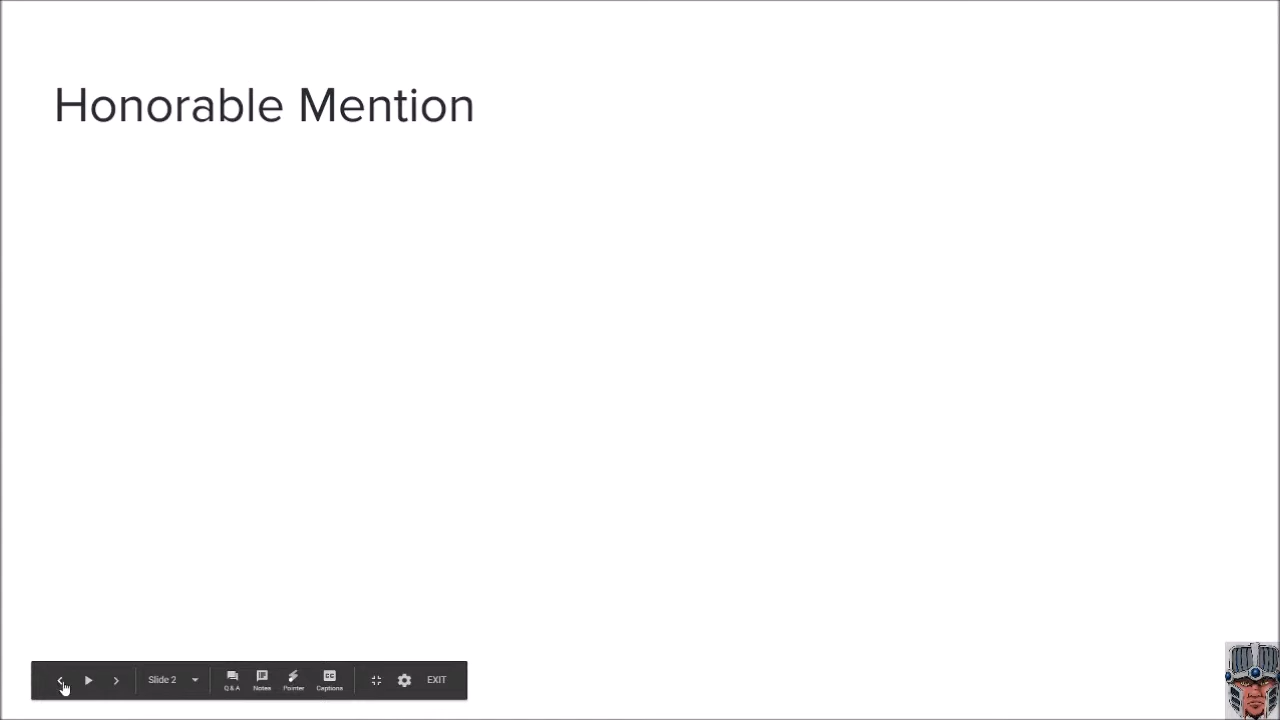 Honorable Mention
Slide 2
Q & A
Notes
Pointer
Captions
EXIT